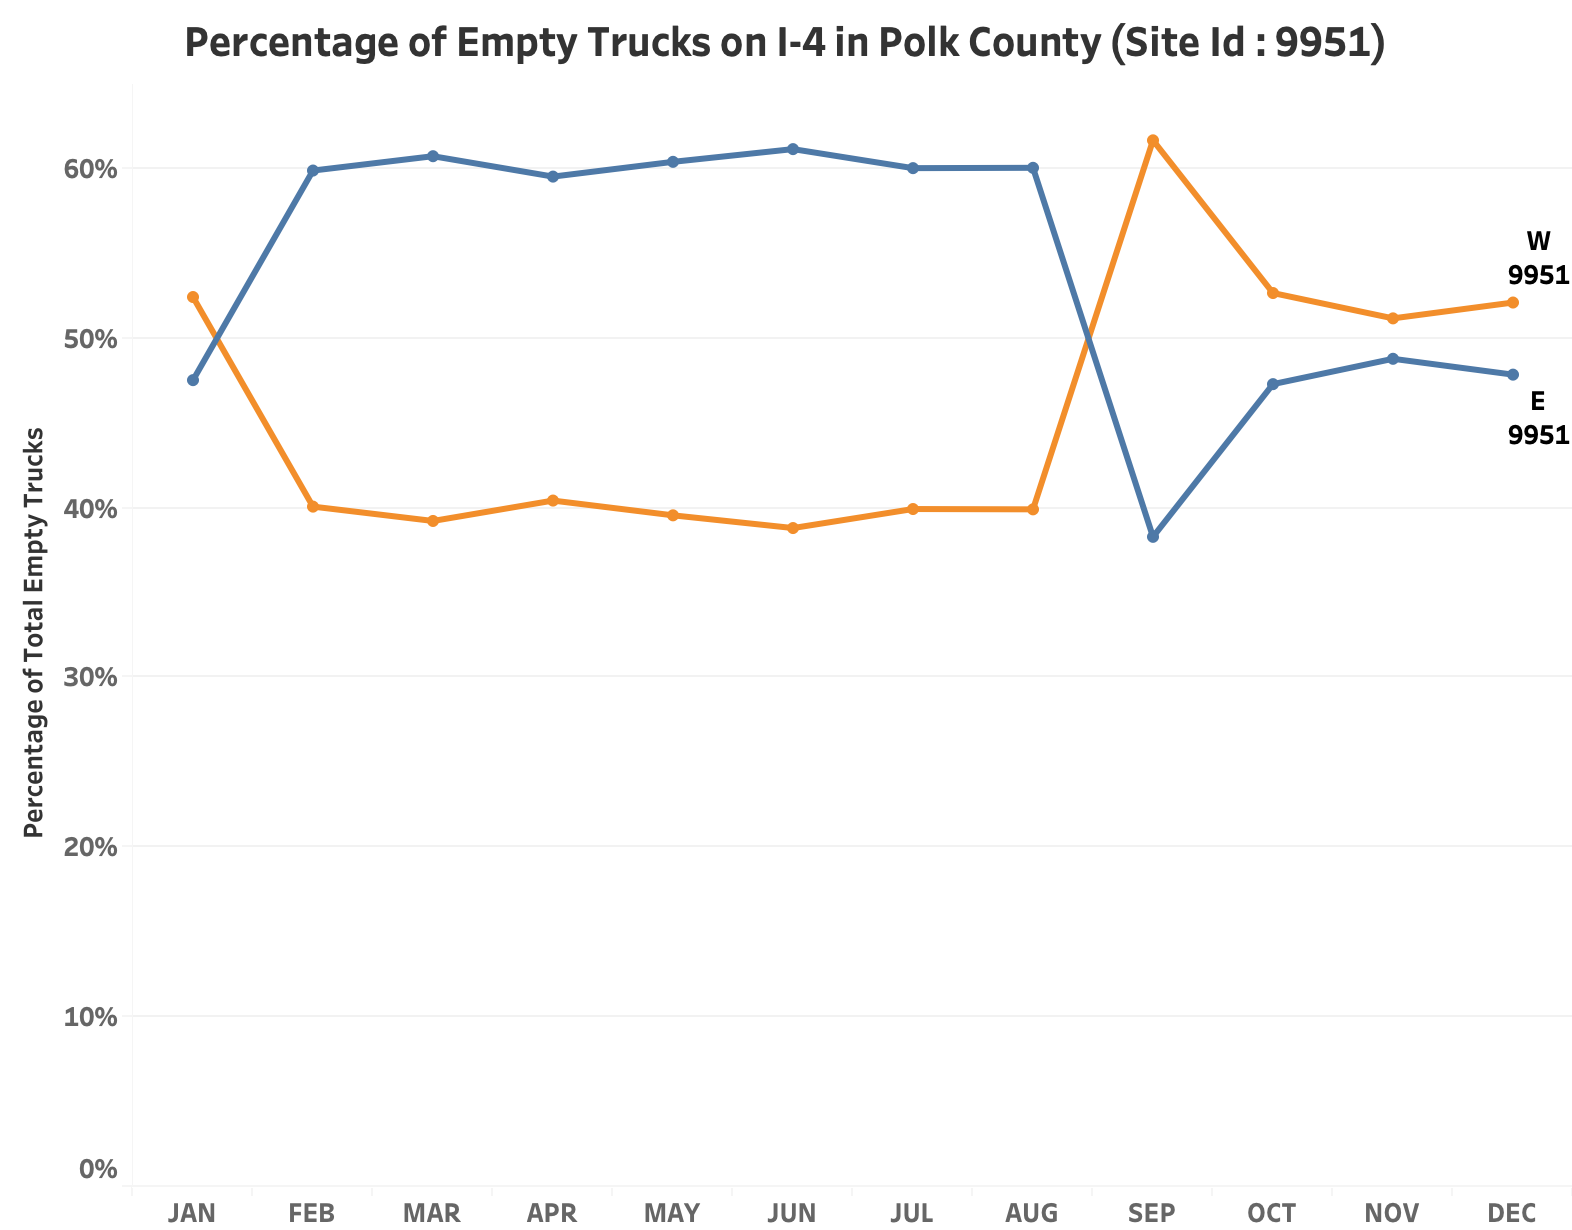 Percentage of Empty Trucks on I-4 in Polk County (Site Id : 9951)
Percentage of Total Empty Trucks
60%
50%
40%
30%
20%
10%
0%
W
9951
E
9951
JAN FEB MAR APR MAY JUN JUL AUG SEP OCT NOV DEC